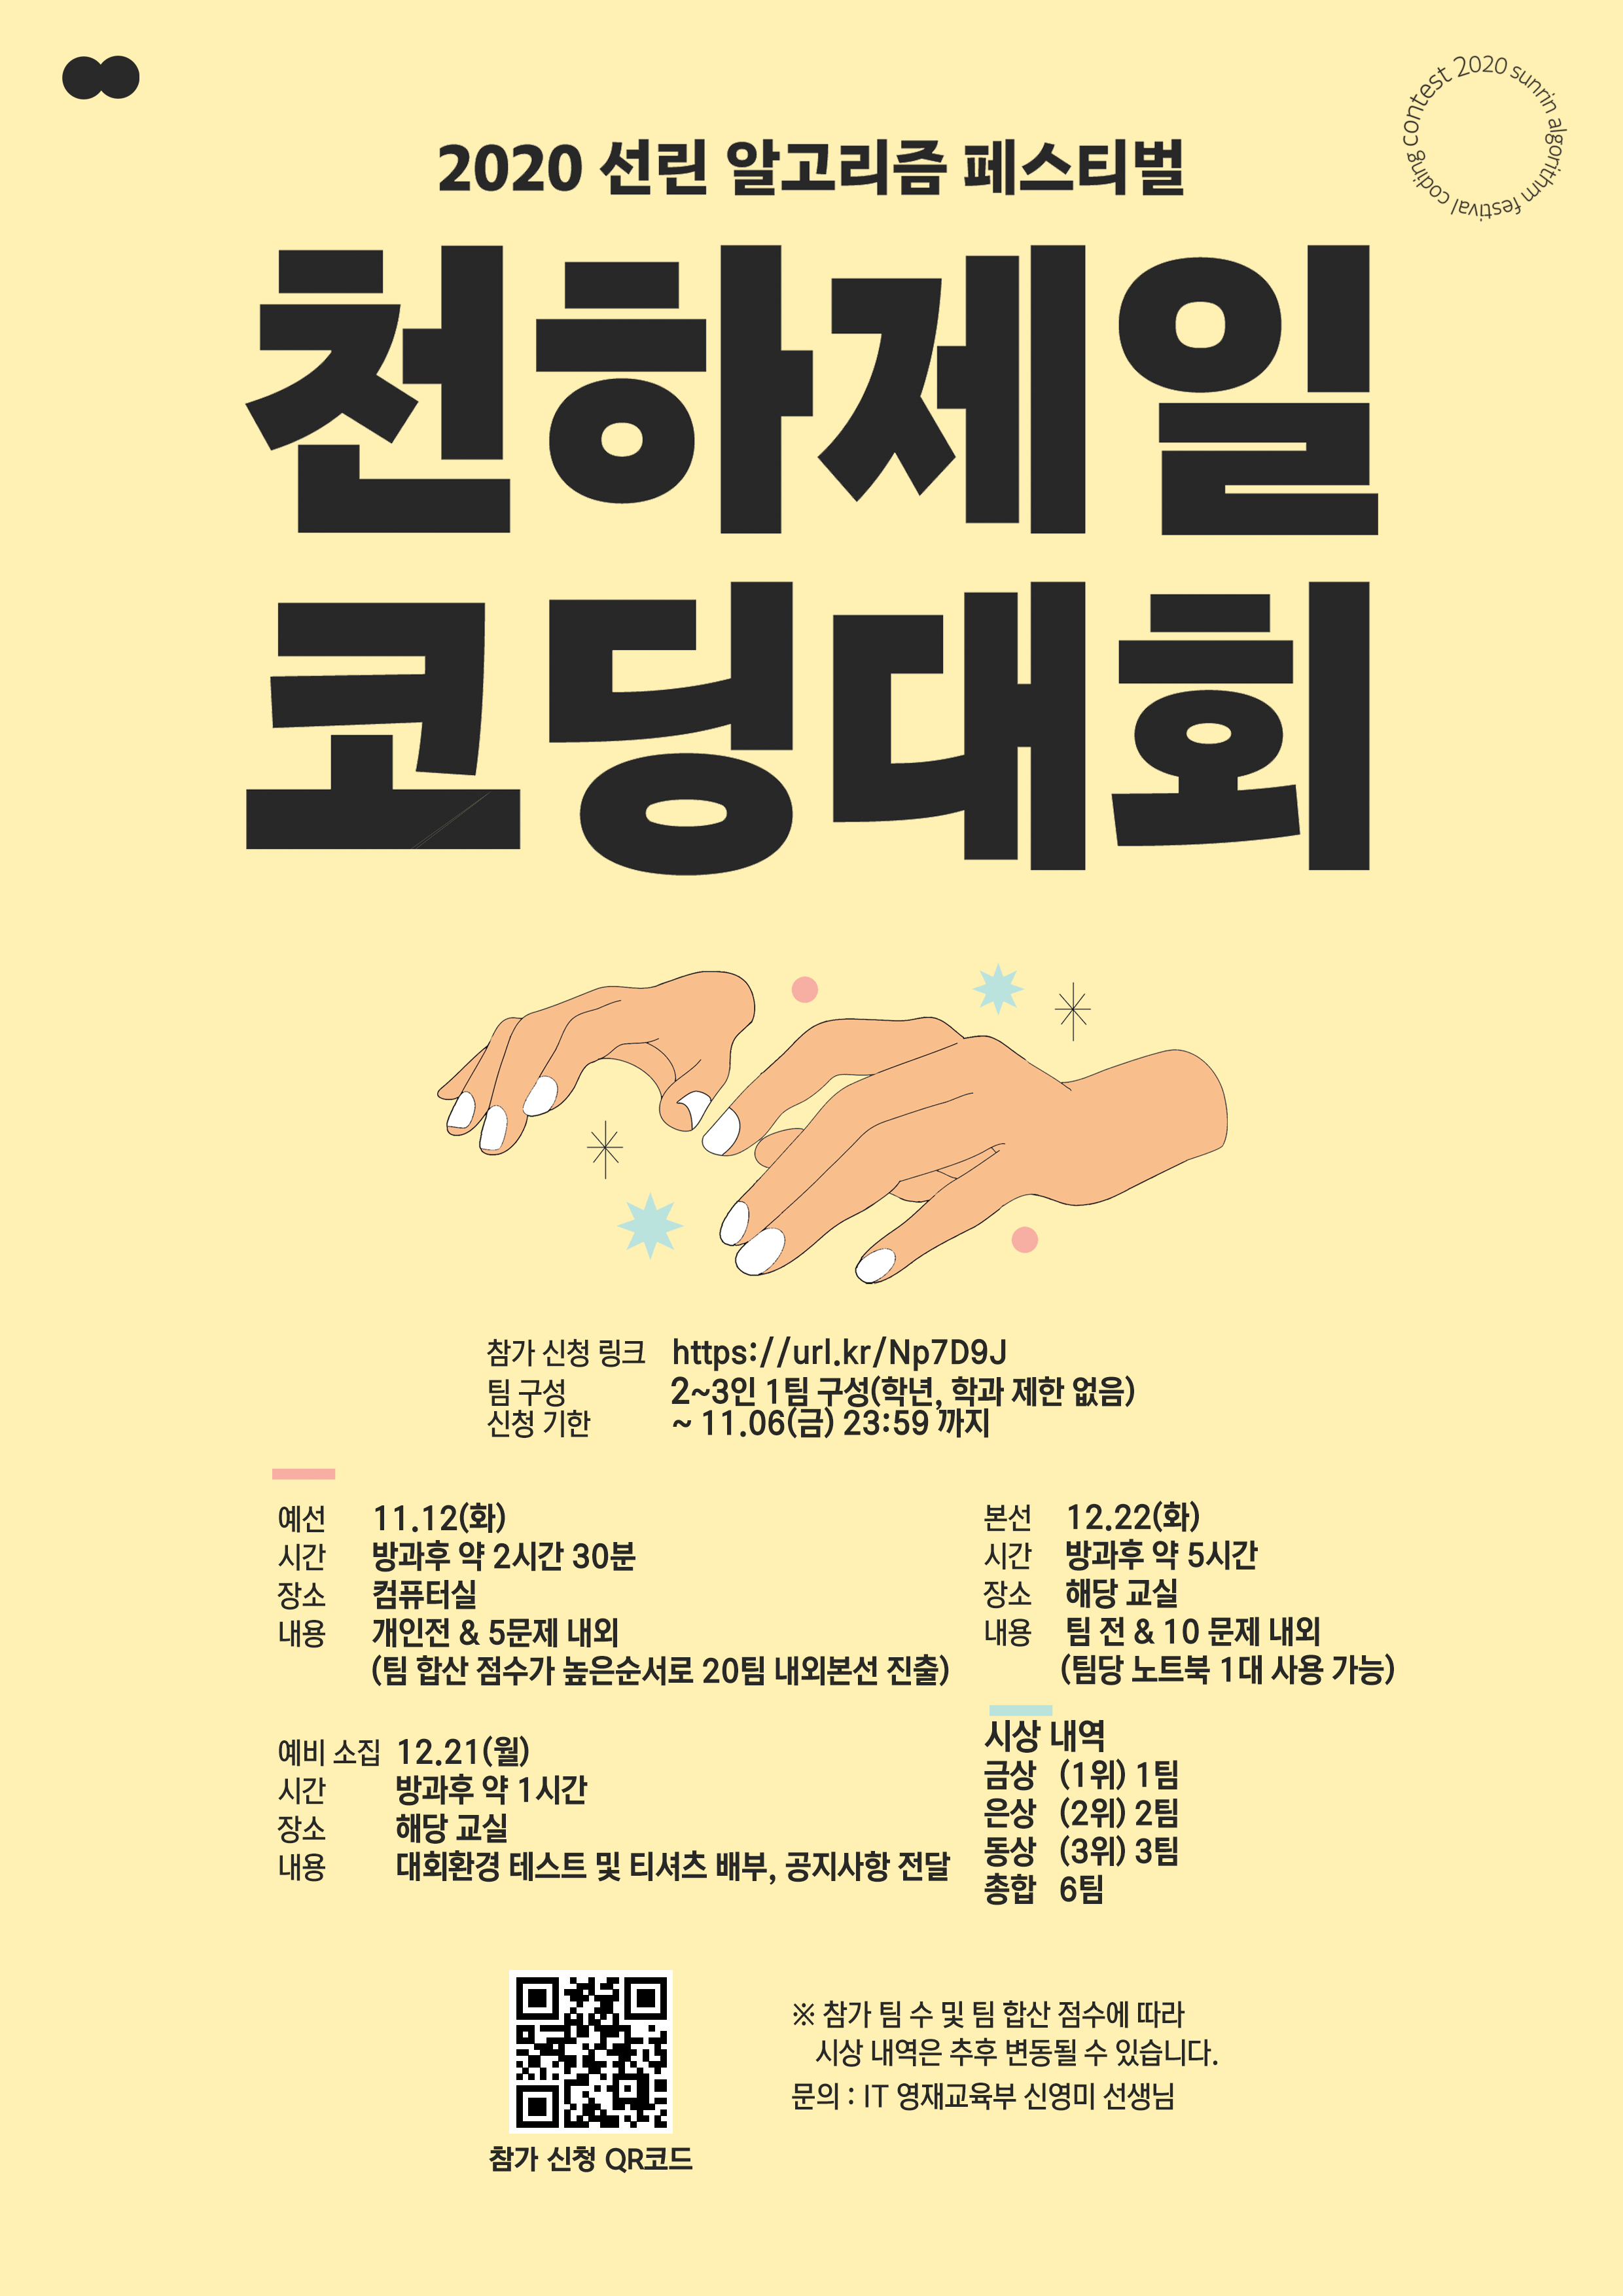 contest 2020 sunrin algorithm festival coding
2020 선린 알고리즘 페스티벌
천하제일
코딩대회
참가 신청 링크 https://url.kr/Np7D9J
팀 구성 2~3인 1팀 구성(학년, 학과 제한 없음)
신청 기한 ~ 11.06(금) 23:59 까지
예선 11.12(화)
시간 방과후 약 2시간 30분
장소 컴퓨터실
내용 개인전 & 5문제 내외
(팀 합산 점수가 높은순서로 20팀 내외본선 진출)
본선 12.22(화)
시간 방과후 약 5시간
장소 해당 교실
내용 팀 전 & 10 문제 내외
(팀당 노트북 1대 사용 가능)
예비 소집 12.21(월)
시간 방과후 약 1시간
장소 해당 교실
내용 대회환경 테스트 및 티셔츠 배부, 공지사항 전달
시상 내역
금상 (1위) 1팀
은상 (2위) 2팀
동상 (3위) 3팀
총합 6팀
참가 신청 QR코드
※ 참가 팀 수 및 팀 합산 점수에 따라
시상 내역은 추후 변동될 수 있습니다.
문의 : IT 영재교육부 신영미 선생님